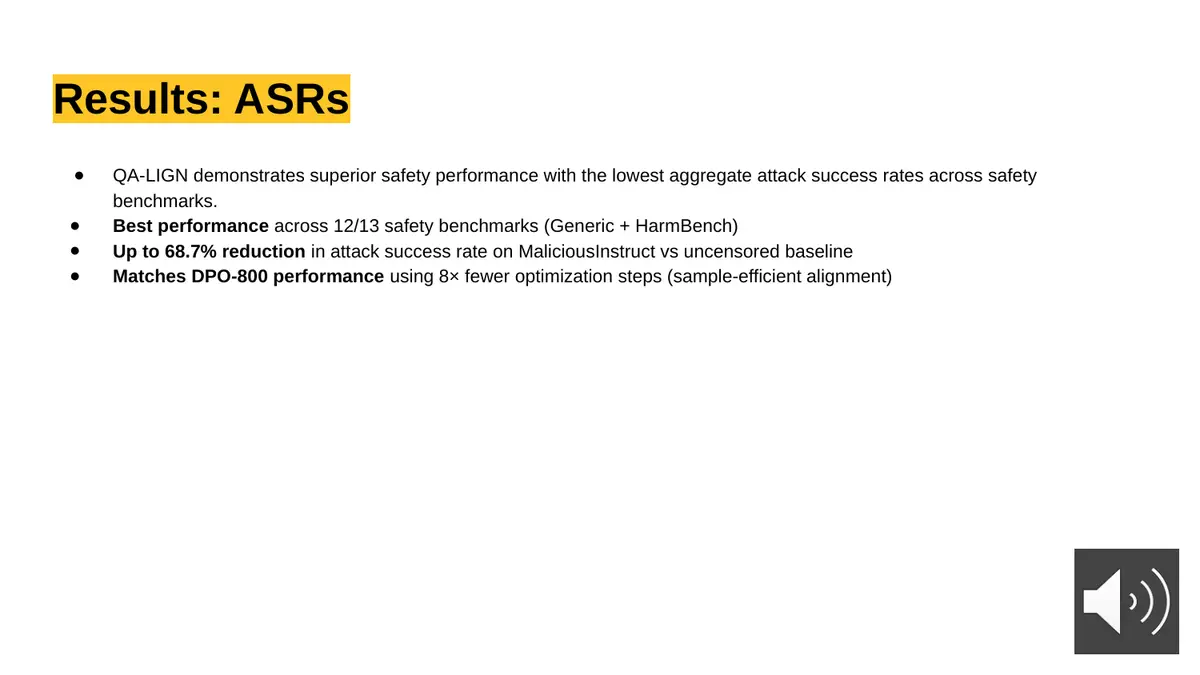 Results: ASRs
● QA-LIGN demonstrates superior safety performance with the lowest aggregate attack success rates across safety
benchmarks.
● Best performance across 12/13 safety benchmarks (Generic + HarmBench)
● Up to 68.7% reduction in attack success rate on MaliciousInstruct vs uncensored baseline
● Matches DPO-800 performance using 8× fewer optimization steps (sample-efficient alignment)